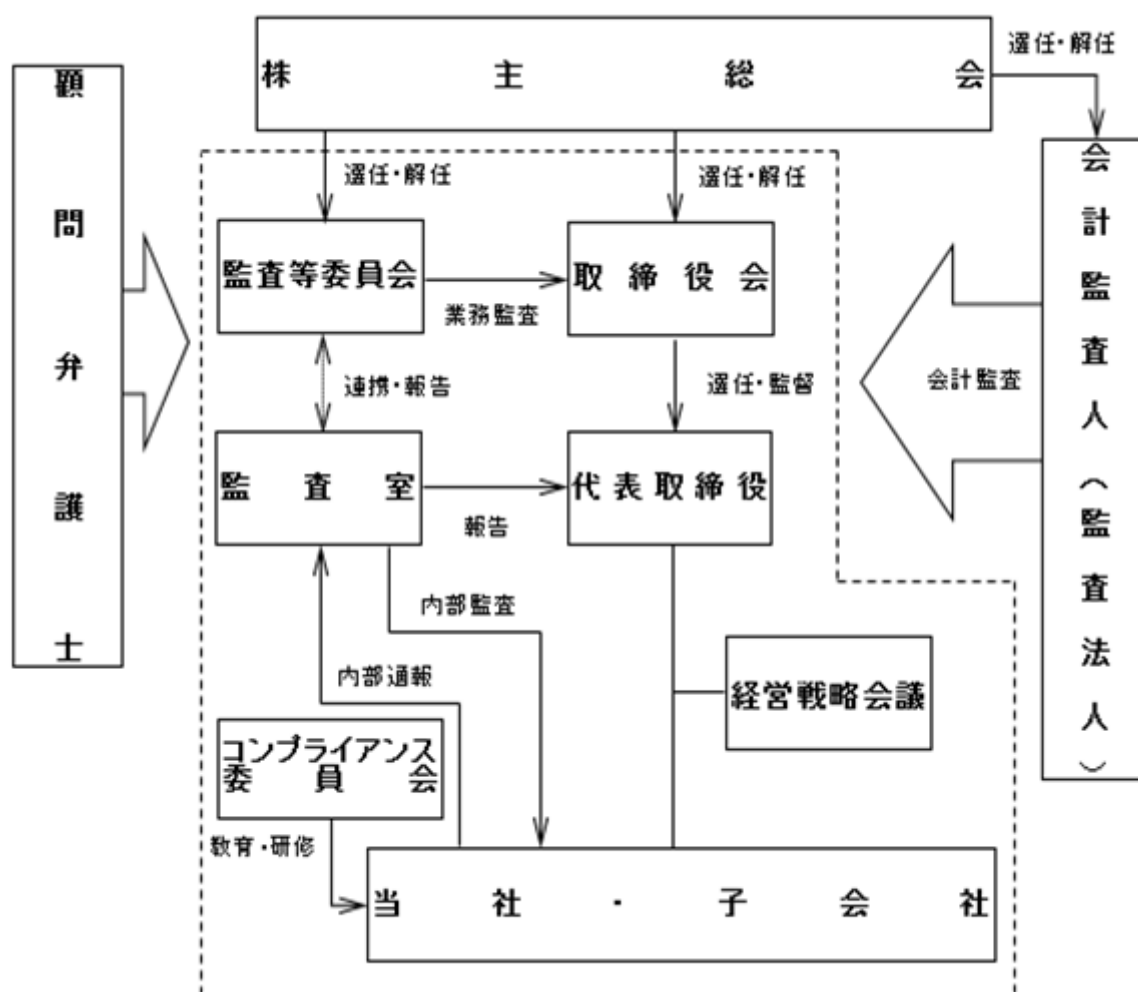 株主総会
選任・解任
顧問弁護士
会計監査人（監査法人）
選任・解任
選任・解任
監査等委員会
取締役会
業務監査
会計監査
連携・報告
選任・監督
監査室
代表取締役
報告
内部監査
内部通報
経営戦略会議
コンプライアンス
委員会
教育・研修
当社・子会社